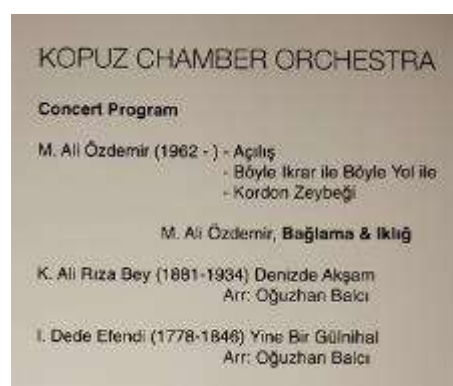 KOPUZ CHAMBER ORCHESTRA
Concert Program
M. Ali Özdemir (1962 - ) - Açılış
- Böyle Ikrar ile Böyle Yol ile
- Kordon Zeybeği
M. Ali Özdemir, Bağlama & Iklığ
K. Ali Rıza Bey (1881-1934) Denizde Akşam
Arr: Oğuzhan Balcı
I. Dede Efendi (1778-1846) Yine Bir Gülnihal
Arr: Oğuzhan Balcı